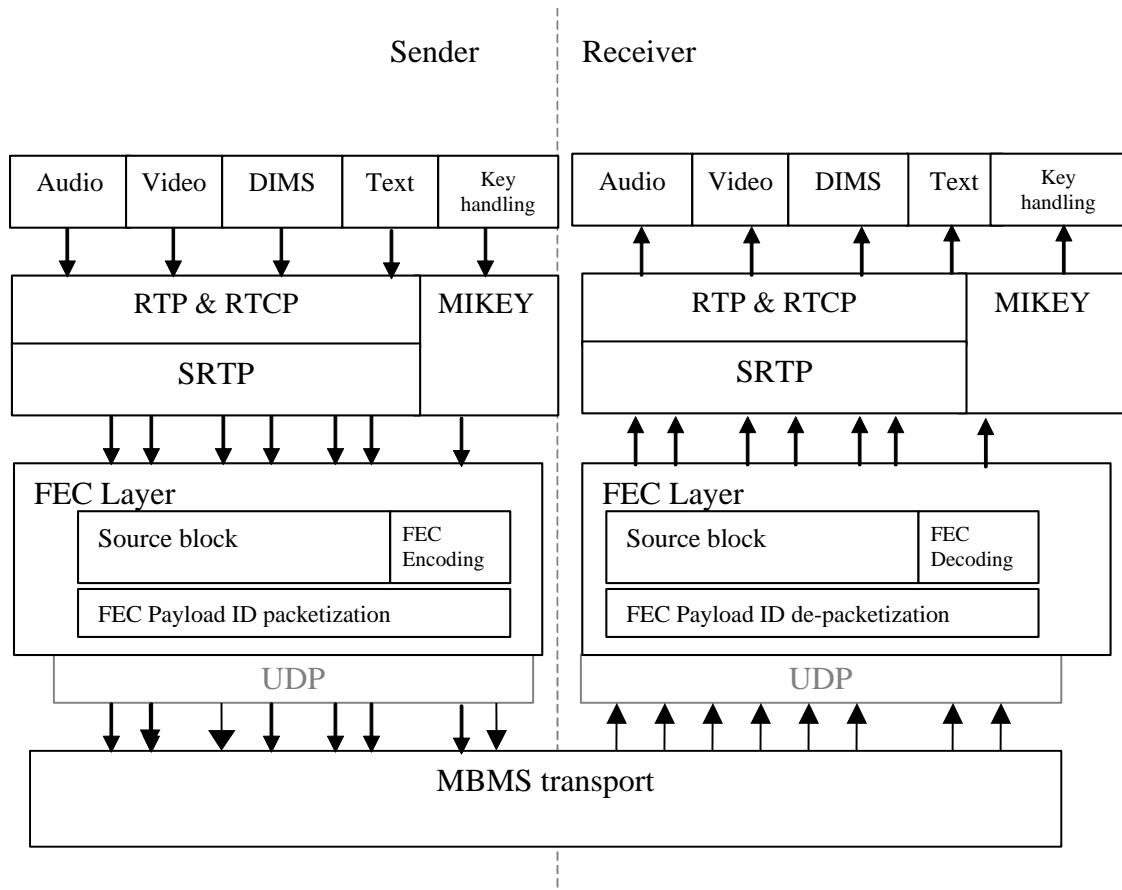 Sender Receiver
Audio Video DIMS Text Key handling
Audio Video DIMS Text Key handling
RTP & RTCP MIKEY
SRTP
RTP & RTCP MIKEY
SRTP
FEC Layer
Source block FEC Encoding
FEC Payload ID packetization
UDP
FEC Layer
Source block FEC Decoding
FEC Payload ID de-packetization
UDP
MBMS transport